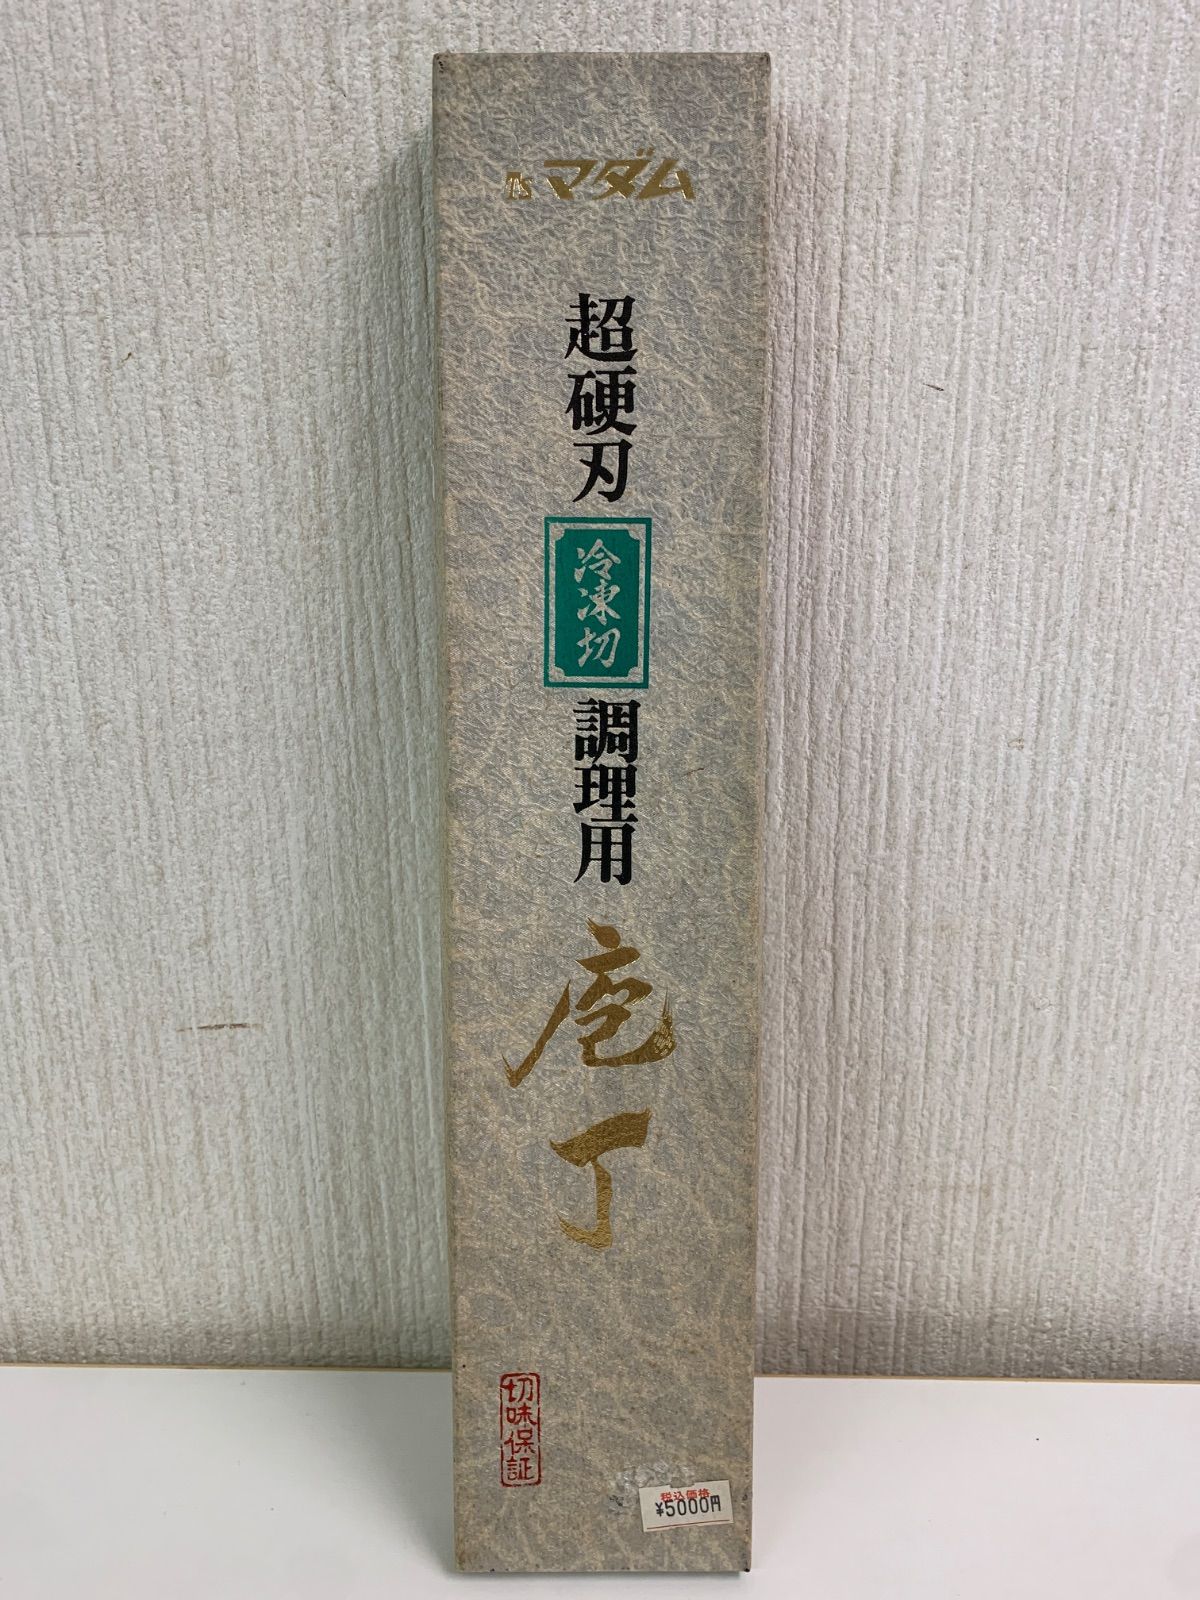 TS マダム
超硬刃
冷凍切
調理用
庖丁
切味保証
税込価格
¥5000円